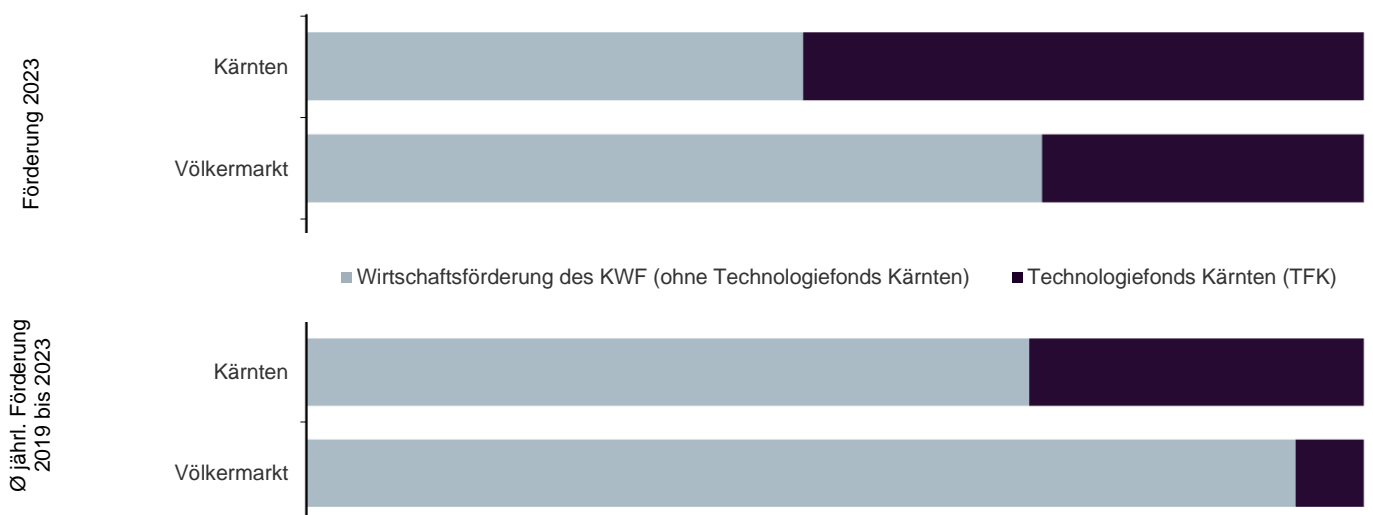 Förderung 2023
Kärnten
Völkermarkt
Wirtschaftsförderung des KWF (ohne Technologiefonds Kärnten)
Technologiefonds Kärnten (TFK)
Ø jährl. Förderung
2019 bis 2023
Kärnten
Völkermarkt